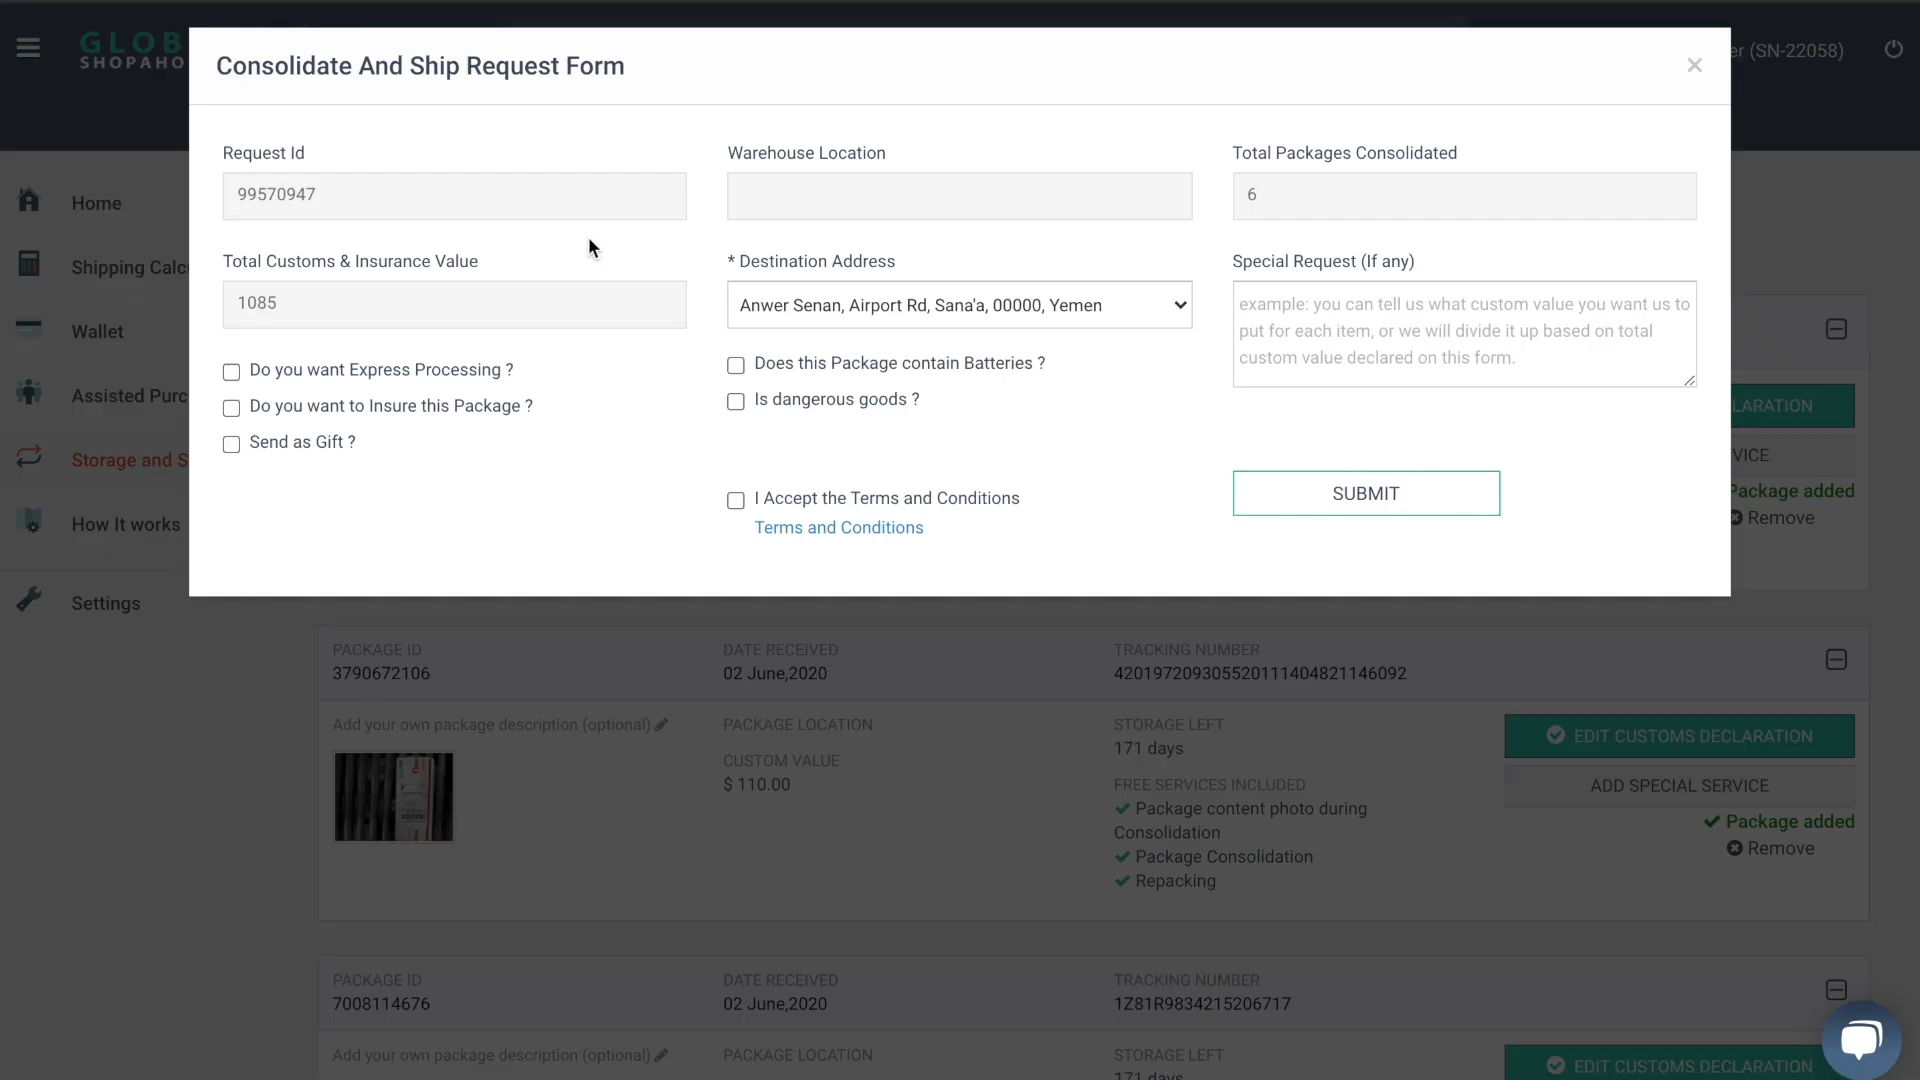 GLOB
SHOPAHO
er (SN-22058)
Consolidate And Ship Request Form
Request Id
99570947
Warehouse Location
Total Packages Consolidated
6
Total Customs & Insurance Value
1085
* Destination Address
Anwer Senan, Airport Rd, Sana'a, 00000, Yemen
Special Request (If any)
example: you can tell us what custom value you want us to
put for each item, or we will divide it up based on total
custom value declared on this form.
Do you want Express Processing ?
Do you want to Insure this Package ?
Send as Gift ?
Does this Package contain Batteries ?
Is dangerous goods ?
I Accept the Terms and Conditions
Terms and Conditions
SUBMIT
Home
Shipping Calc
Wallet
Assisted Purc
Storage and S
How It works
Settings
LARATION
VICE
Package added
Remove
PACKAGE ID
3790672106
DATE RECEIVED
02 June,2020
TRACKING NUMBER
420197209305520111404821146092
Add your own package description (optional)
PACKAGE LOCATION
CUSTOM VALUE
$ 110.00
STORAGE LEFT
171 days
FREE SERVICES INCLUDED
Package content photo during
Consolidation
Package Consolidation
Repacking
EDIT CUSTOMS DECLARATION
ADD SPECIAL SERVICE
Package added
Remove
PACKAGE ID
7008114676
DATE RECEIVED
02 June,2020
TRACKING NUMBER
1Z81R9834215206717
Add your own package description (optional)
PACKAGE LOCATION
STORAGE LEFT
171 days
EDIT CUSTOMS DECLARATION